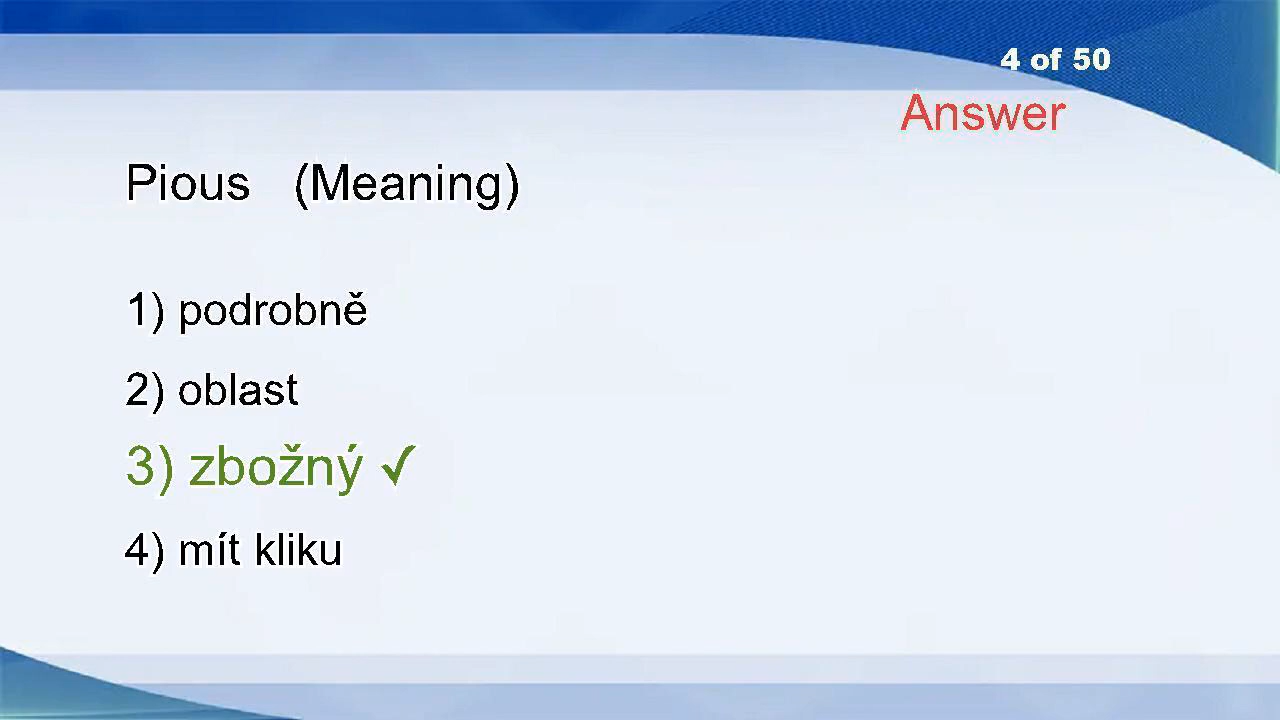 4 of 50
Answer
Pious (Meaning)
1) podrobně
2) oblast
3) zbožný ✓
4) mít kliku